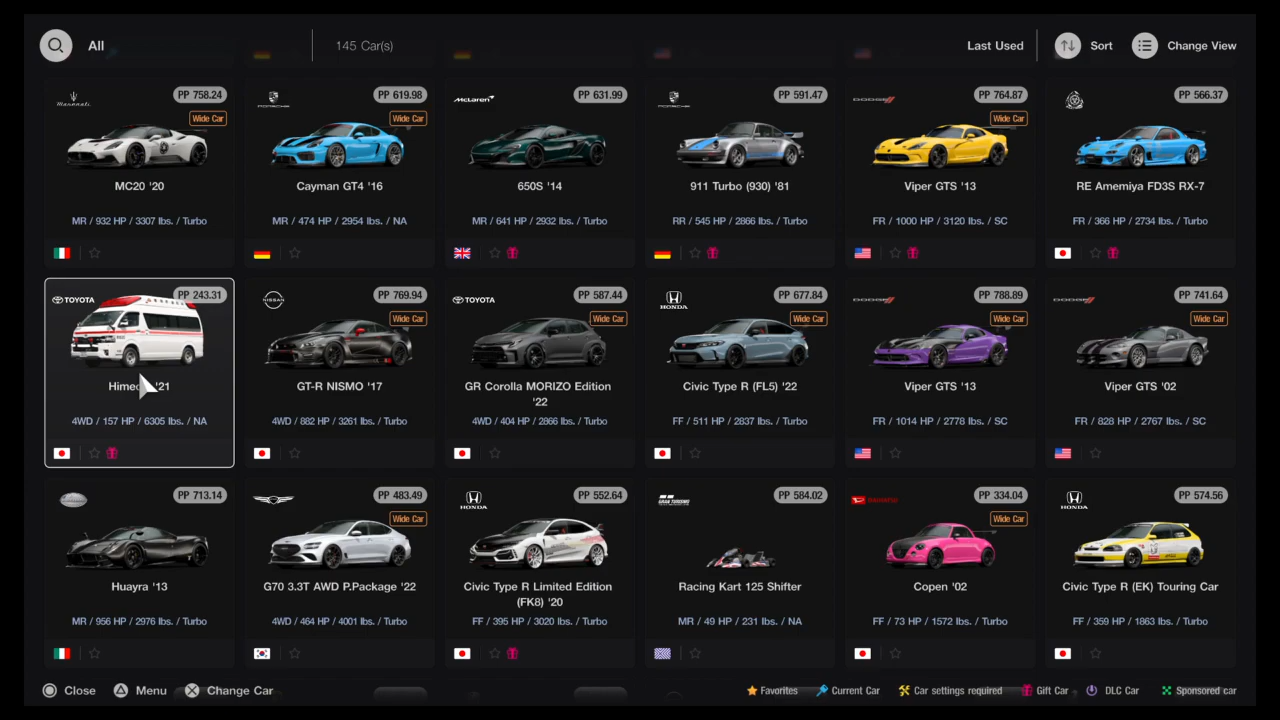 All
145 Car(s)
Last Used
Sort
Change View
Maserati
PP 758.24
Wide Car
MC20 '20
MR / 932 HP / 3307 lbs. / Turbo
PORSCHE
PP 619.98
Wide Car
Cayman GT4 '16
MR / 474 HP / 2954 lbs. / NA
McLaren
PP 631.99
650S '14
MR / 641 HP / 2932 lbs. / Turbo
PORSCHE
PP 591.47
911 Turbo (930) '81
RR / 545 HP / 2866 lbs. / Turbo
DODGE
PP 764.87
Wide Car
Viper GTS '13
FR / 1000 HP / 3120 lbs. / SC
PP 566.37
RE Amemiya FD3S RX-7
FR / 366 HP / 2734 lbs. / Turbo
TOYOTA
PP 243.31
'21
4WD / 157 HP / 6305 lbs. / NA
NISSAN
PP 769.94
Wide Car
GT-R NISMO '17
4WD / 882 HP / 3261 lbs. / Turbo
TOYOTA
PP 587.44
Wide Car
GR Corolla MORIZO Edition
'22
4WD / 404 HP / 2866 lbs. / Turbo
HONDA
PP 677.84
Wide Car
Civic Type R (FL5) '22
FF / 511 HP / 2837 lbs. / Turbo
DODGE
PP 788.89
Wide Car
Viper GTS '13
FR / 1014 HP / 2778 lbs. / SC
DODGE
PP 741.64
Wide Car
Viper GTS '02
FR / 828 HP / 2767 lbs. / SC
PP 713.14
Huayra '13
MR / 956 HP / 2976 lbs. / Turbo
PP 483.49
Wide Car
G70 3.3T AWD P.Package '22
4WD / 464 HP / 4001 lbs. / Turbo
HONDA
PP 552.64
Civic Type R Limited Edition
(FK8) '20
FF / 395 HP / 3020 lbs. / Turbo
GRAN TURISMO
PP 584.02
Racing Kart 125 Shifter
MR / 49 HP / 231 lbs. / NA
DAIHATSU
PP 334.04
Wide Car
Copen '02
FF / 73 HP / 1572 lbs. / Turbo
HONDA
PP 574.56
Civic Type R (EK) Touring Car
FF / 359 HP / 1863 lbs. / Turbo
Close
Menu
Change Car
Favorites
Current Car
Car settings required
Gift Car
DLC Car
Sponsored car